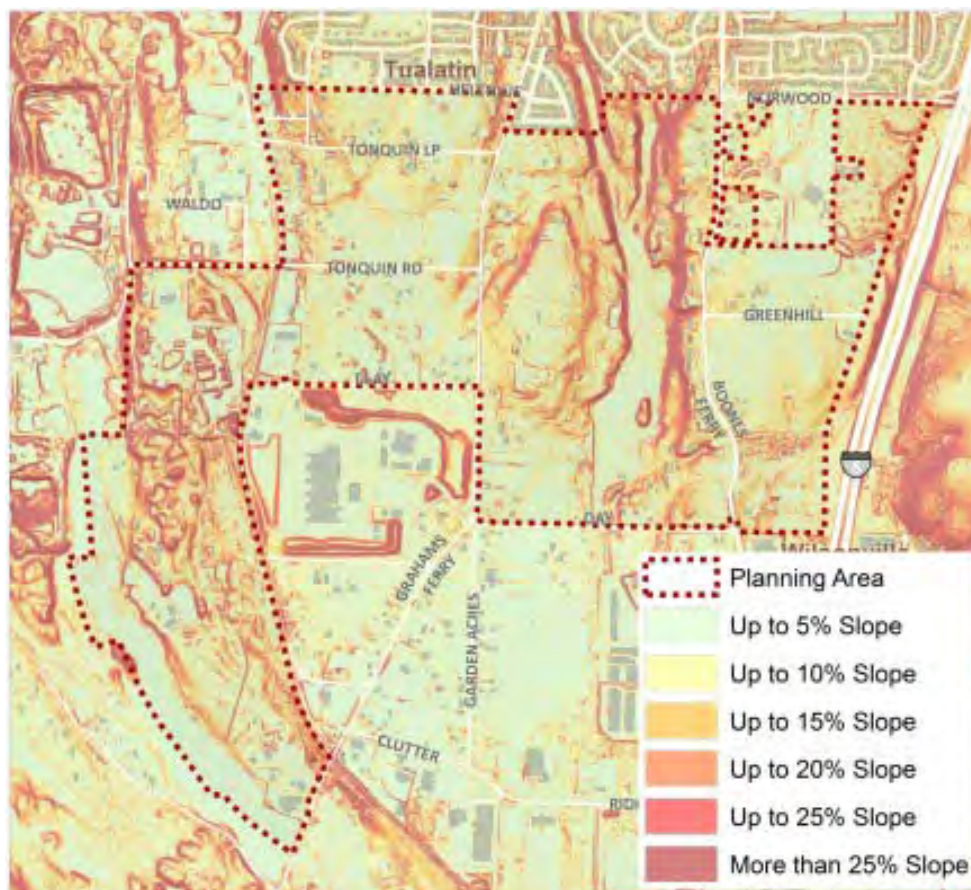 Tualatin
NORWOOD
TONQUIN LP
WALDO
TONQUIN RD
GREENHILL
CLAY
BOONES
FERRY
DAY
Wilsonville
GRAHAMS
FERRY
GARDEN ACRES
CLUTTER
Planning Area
Up to 5% Slope
Up to 10% Slope
Up to 15% Slope
Up to 20% Slope
Up to 25% Slope
More than 25% Slope